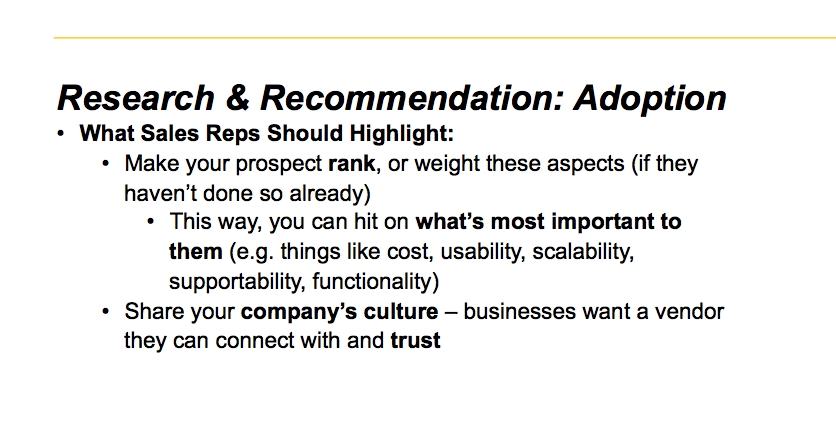 Research & Recommendation: Adoption
• What Sales Reps Should Highlight:
• Make your prospect rank, or weight these aspects (if they
haven’t done so already)
• This way, you can hit on what’s most important to
them (e.g. things like cost, usability, scalability,
supportability, functionality)
• Share your company’s culture – businesses want a vendor
they can connect with and trust